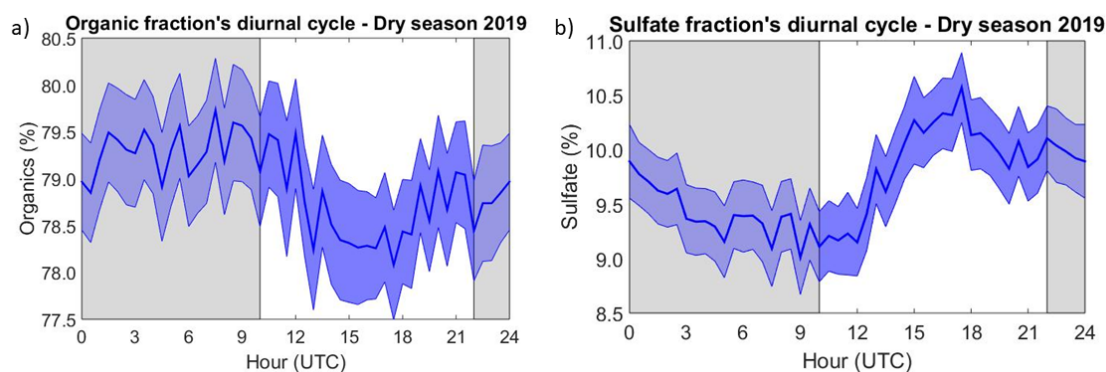 a)
Organic fraction's diurnal cycle - Dry season 2019
80.5
80.0
79.5
79.0
78.5
78.0
77.5
Organics (%)
0 3 6 9 12 15 18 21 24
Hour (UTC)
b)
Sulfate fraction's diurnal cycle - Dry season 2019
11.0
10.5
10.0
9.5
9.0
8.5
Sulfate (%)
0 3 6 9 12 15 18 21 24
Hour (UTC)